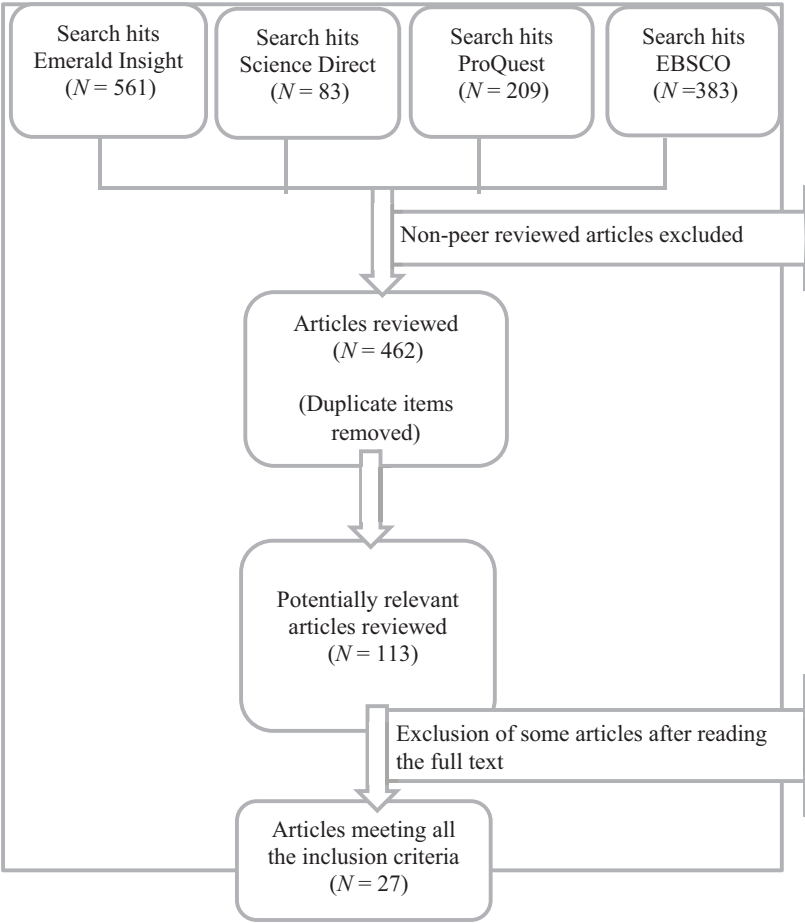 Search hits
Emerald Insight
(N = 561)
Search hits
Science Direct
(N = 83)
Search hits
ProQuest
(N = 209)
Search hits
EBSCO
(N =383)
Non-peer reviewed articles excluded
Articles reviewed
(N = 462)
(Duplicate items
removed)
Potentially relevant
articles reviewed
(N = 113)
Exclusion of some articles after reading
the full text
Articles meeting all
the inclusion criteria
(N = 27)